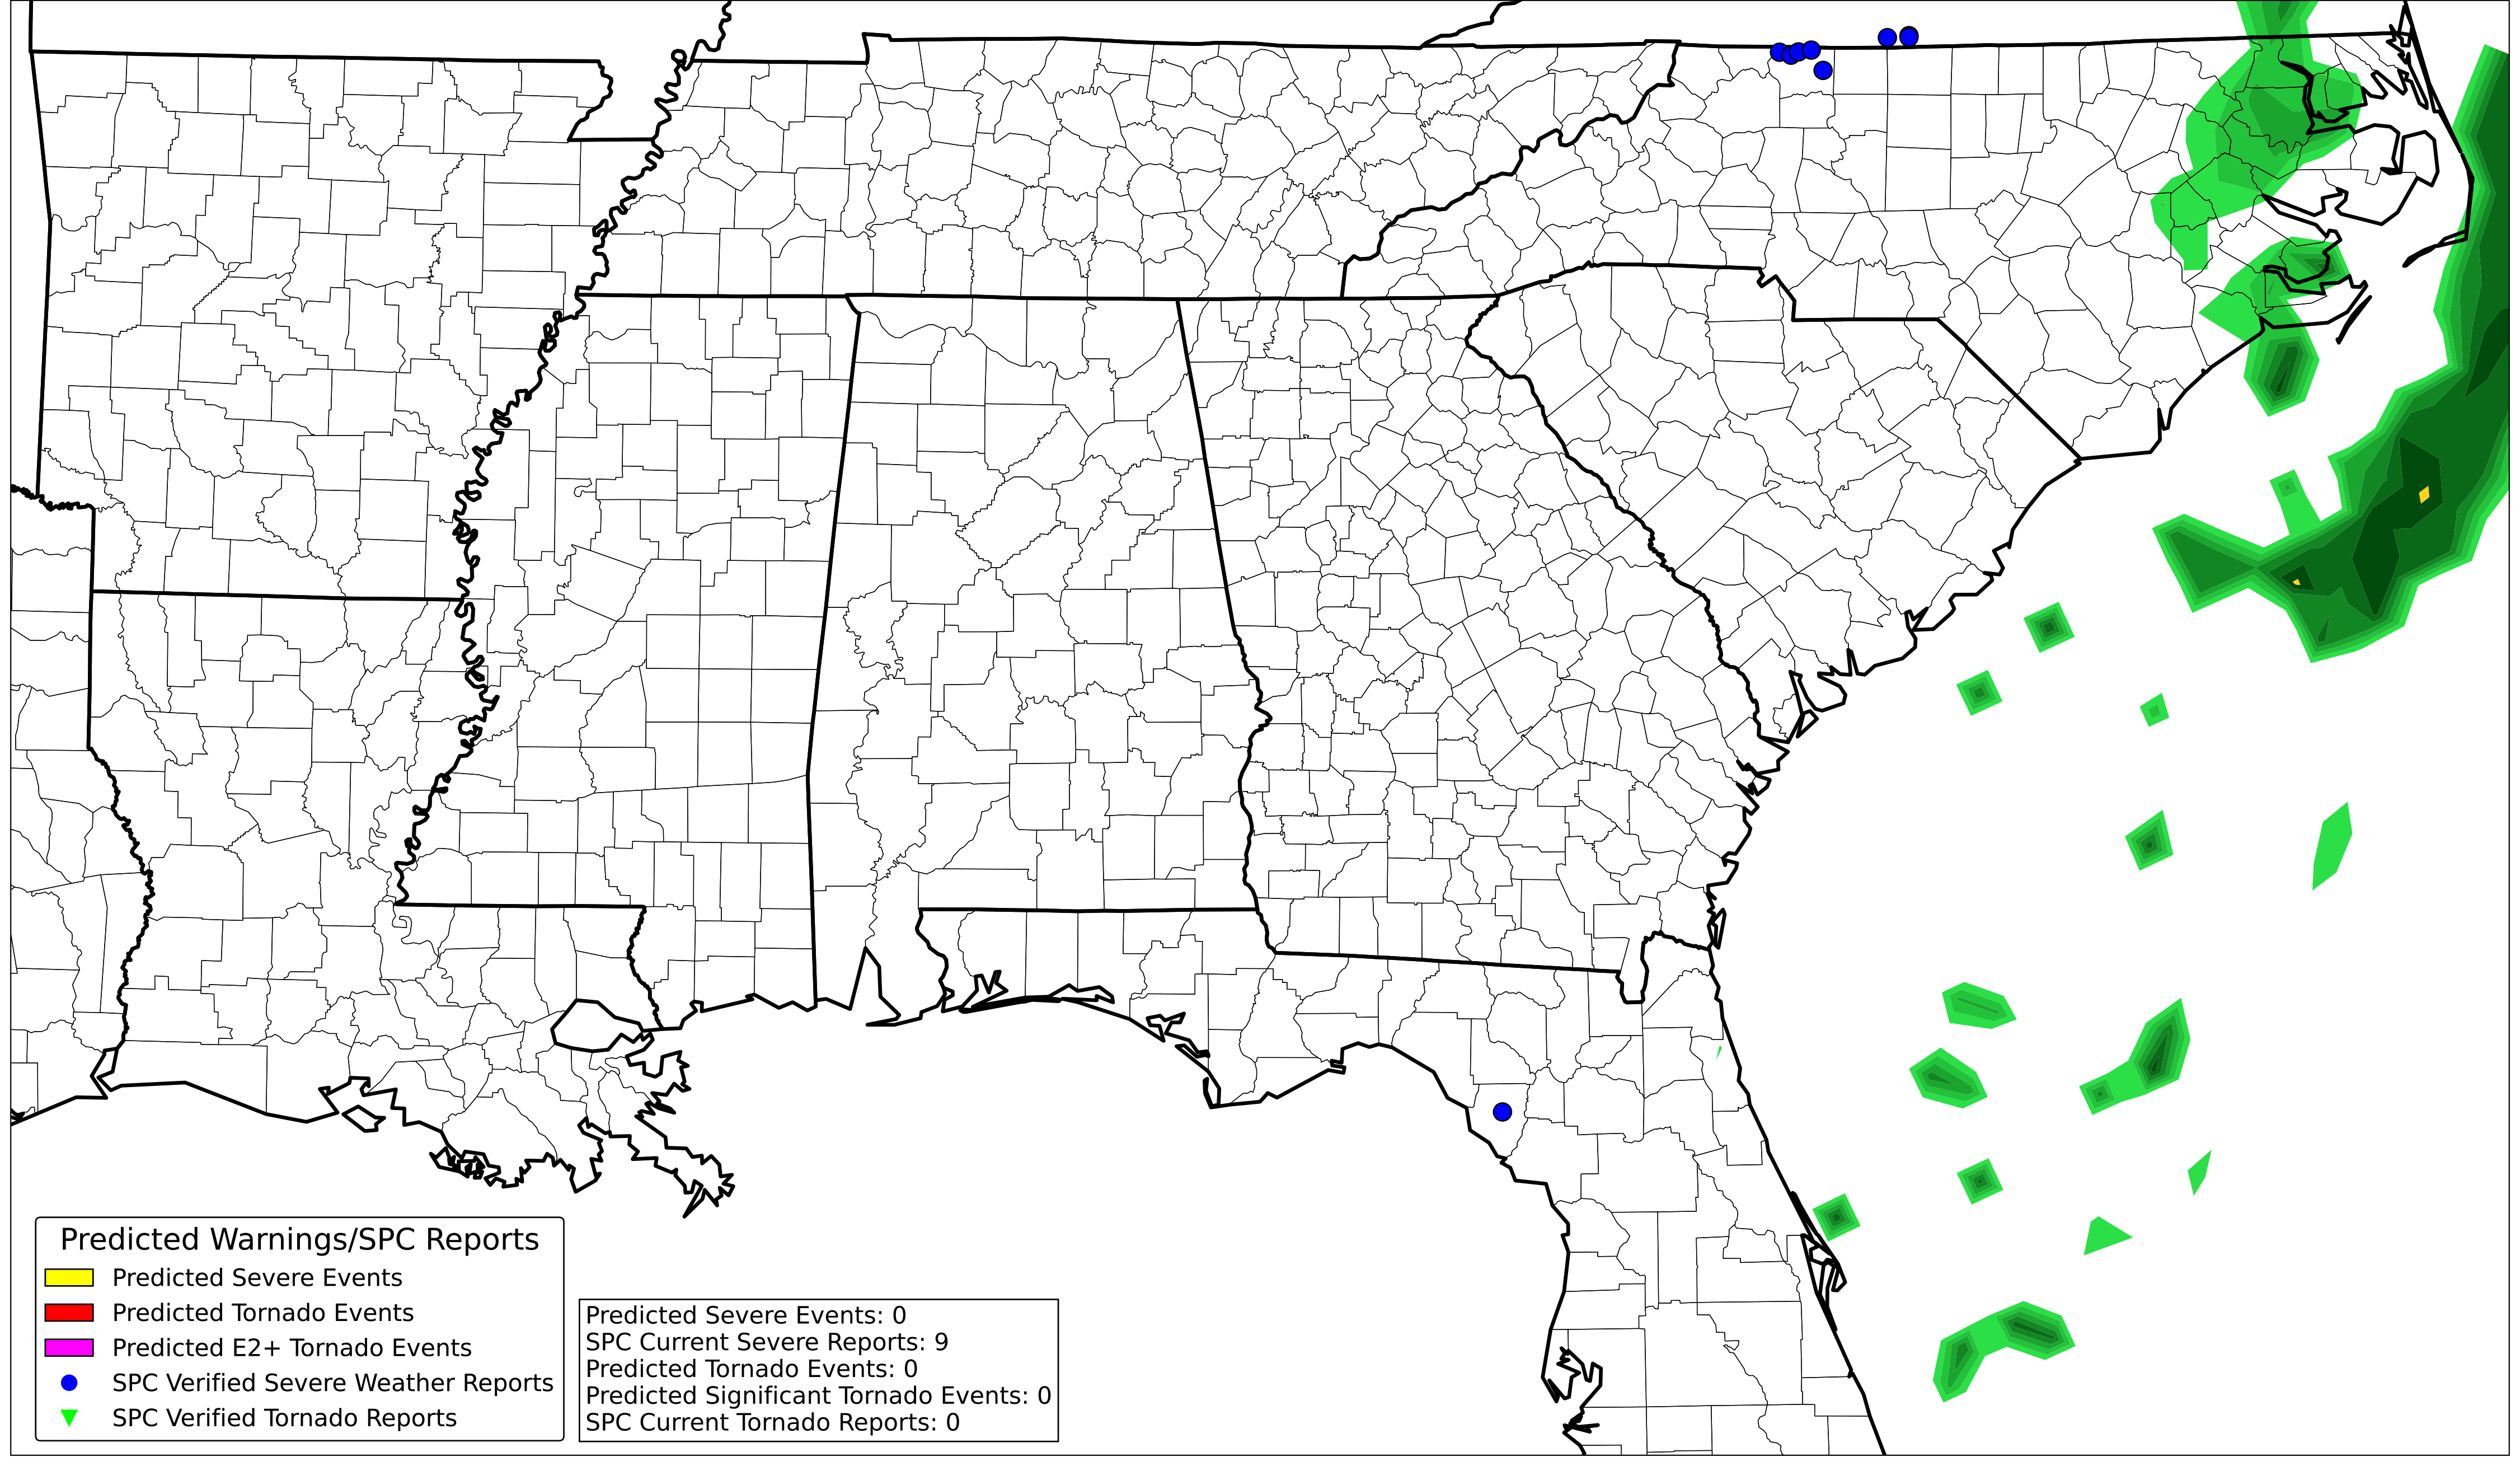 Predicted Warnings/SPC Reports
Predicted Severe Events
Predicted Tornado Events
Predicted E2+ Tornado Events
SPC Verified Severe Weather Reports
SPC Verified Tornado Reports
Predicted Severe Events: 0
SPC Current Severe Reports: 9
Predicted Tornado Events: 0
Predicted Significant Tornado Events: 0
SPC Current Tornado Reports: 0